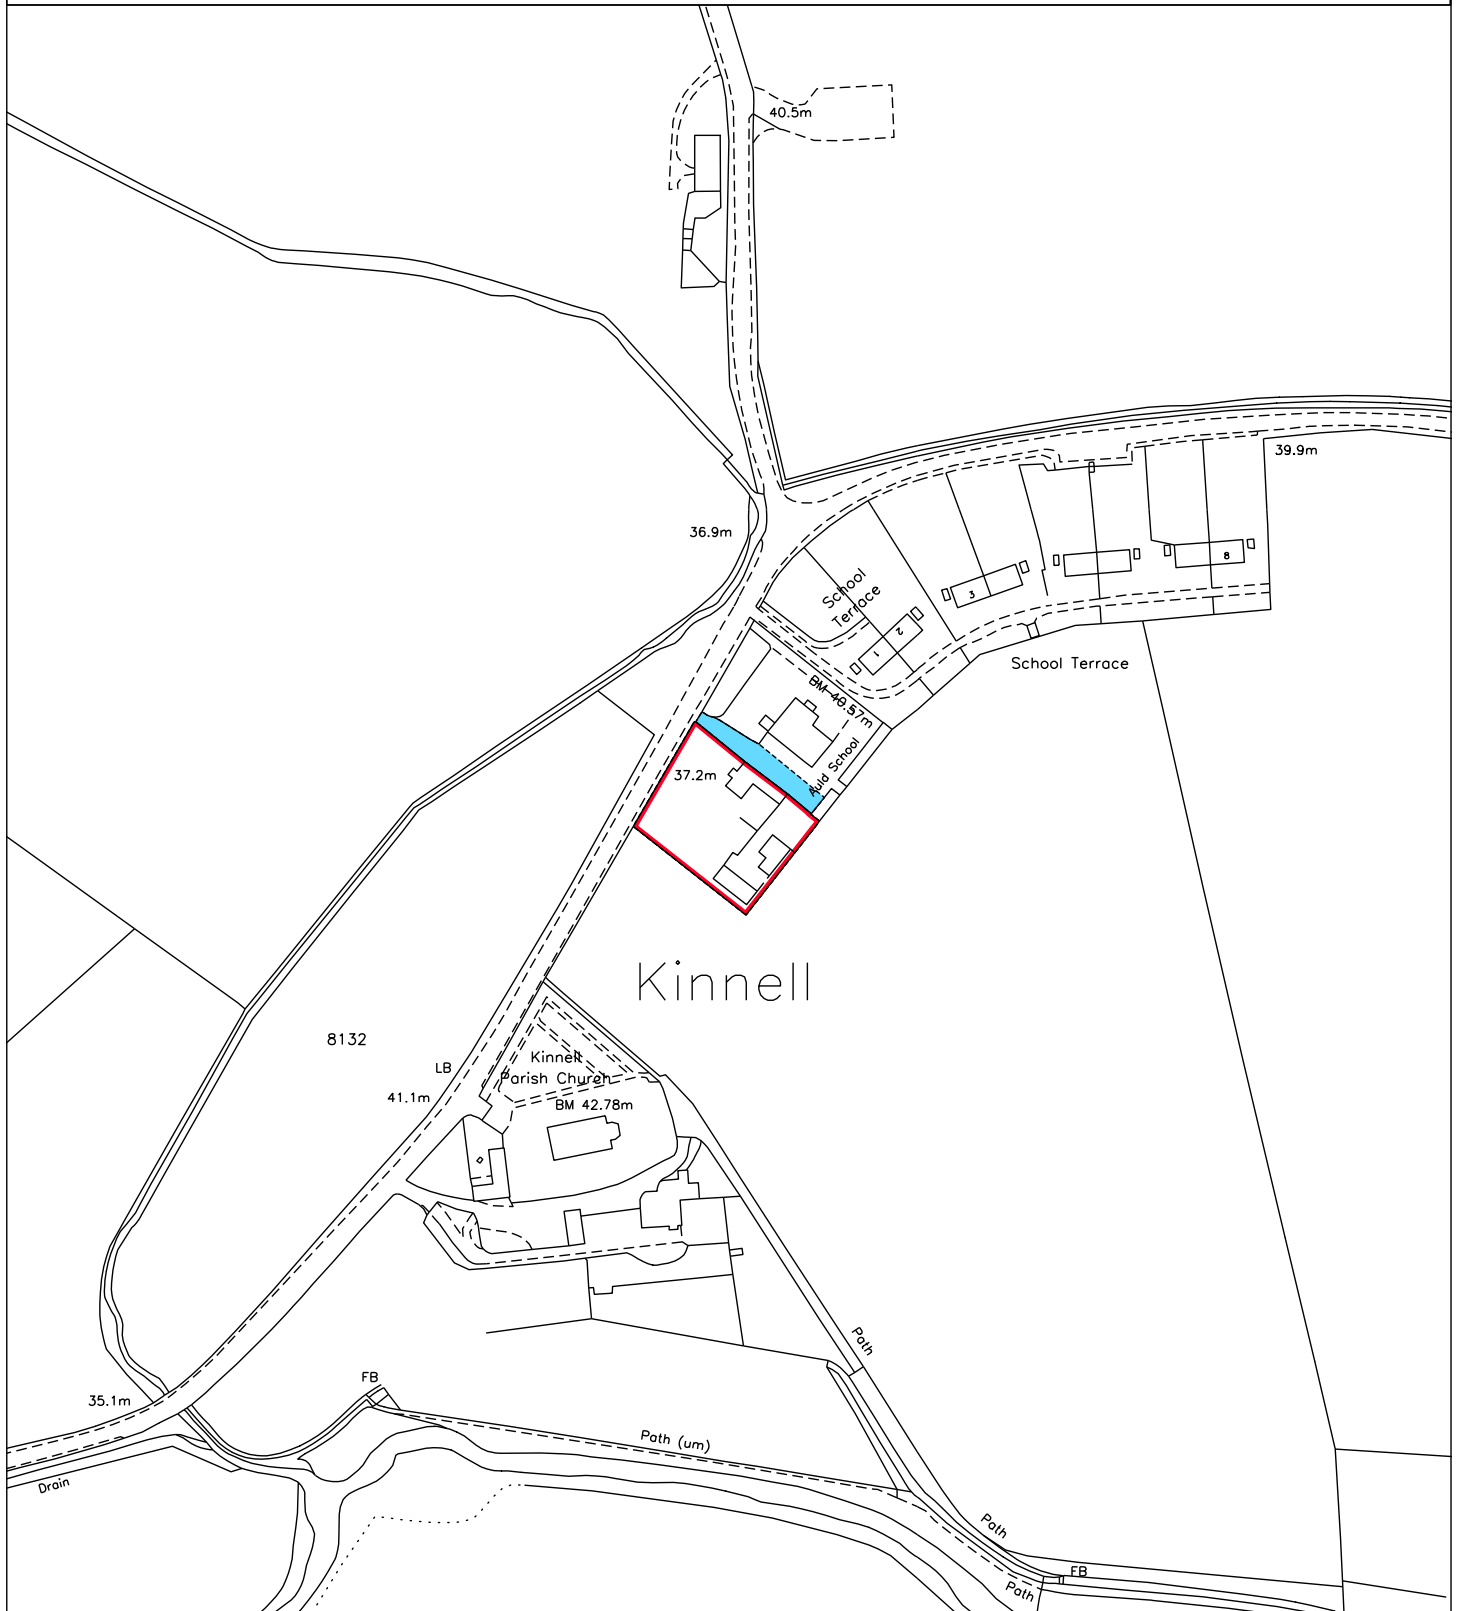 40.5m
39.9m
36.9m
School
Terrace
8
3
2
1
School Terrace
BM 40.57m
Auld School
37.2m
Kinnell
8132
LB
Kinnell
Parish Church
41.1m
BM 42.78m
Path
FB
35.1m
Path (um)
Drain
Path
FB
Path